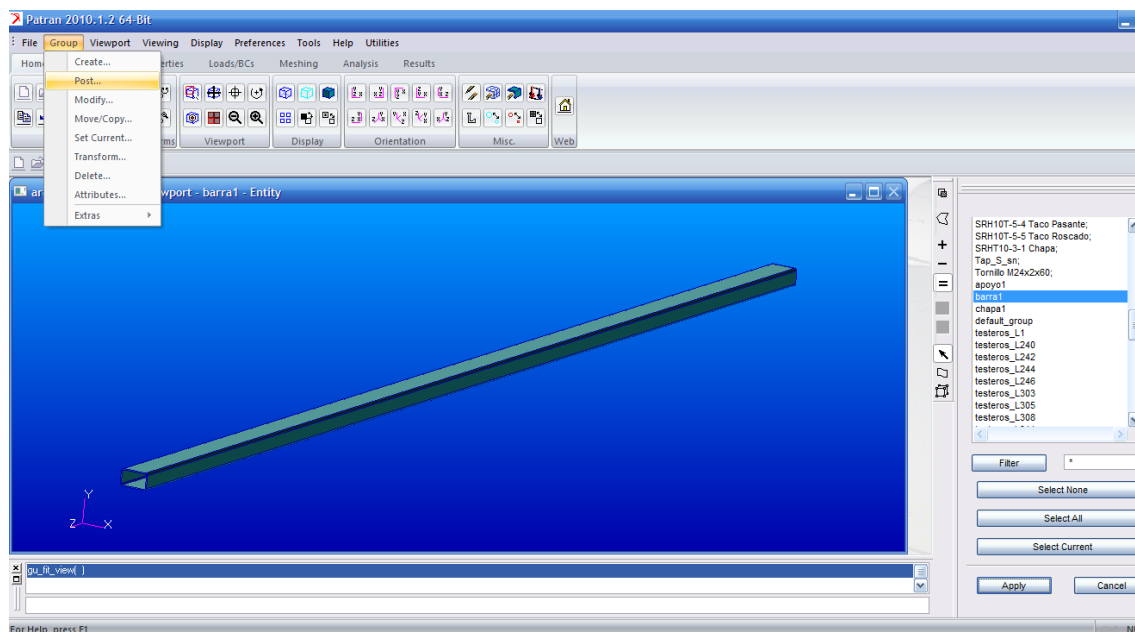 Patran 2010.1.2 64-Bit
File Group Viewport Viewing Display Preferences Tools Help Utilities
Loads/BCs Meshing Analysis Results
Create...
Post...
Modify...
Move/Copy...
Set Current...
Transform...
Delete...
Attributes...
Extras
Viewport Display Orientation Misc. Web
barra1 - Entity
SRH10T-5-4 Taco Pasante;
SRH10T-5-5 Taco Roscado;
SRHT10-3-1 Chapa;
Tap_S_sn;
Tornillo M24x2x60;
apoyo1
barra1
chapa1
default_group
testeros_L1
testeros_L240
testeros_L242
testeros_L244
testeros_L246
testeros_L303
testeros_L305
testeros_L308
Filter *
Select None
Select All
Select Current
Apply Cancel
Y
Z X
gu_fit_view( )
For Help, press F1